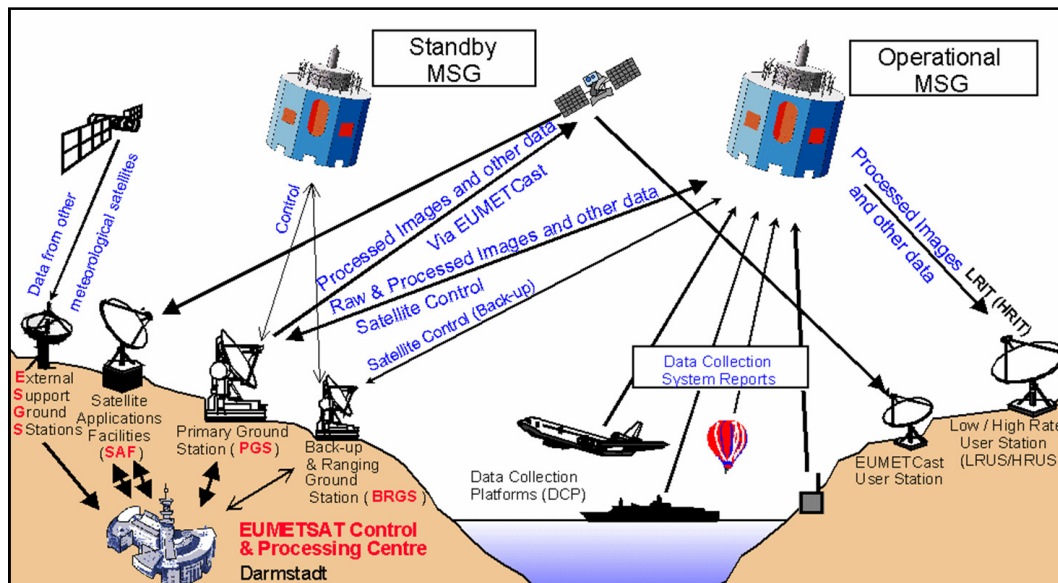 Standby
MSG
Operational
MSG
Data from other
meteorological satellites
Control
Processed Images and other data
Via EUMETCast
Raw & Processed Images and other data
Satellite Control
Satellite Control (Back-up)
Processed Images
and other data
LRIT (HRIT)
Data Collection
System Reports
External
Support
Ground
Stations
Satellite
Applications
Facilities
(SAF)
Primary Ground
Station ( PGS)
Back-up
& Ranging
Ground
Station ( BRGS)
Data Collection
Platforms (DCP)
EUMETCast
User Station
Low / High Rate
User Station
(LRUS/HRUS)
EUMETSAT Control
& Processing Centre
Darmstadt